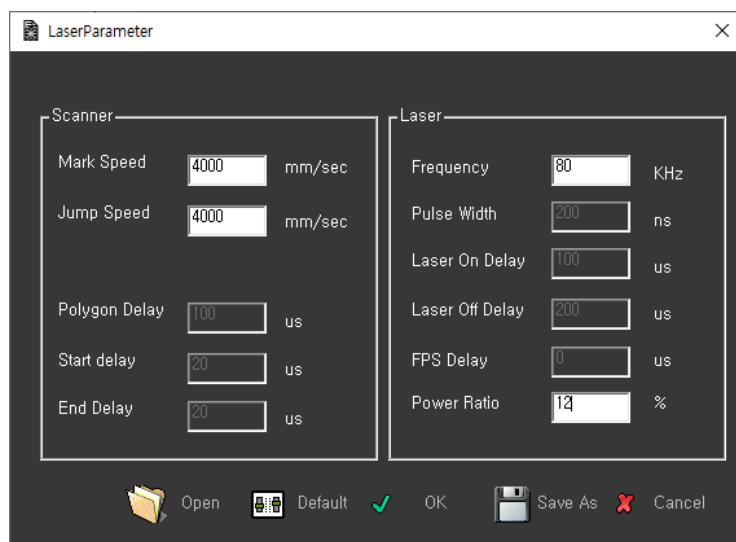 LaserParameter
Scanner
Mark Speed 4000 mm/sec
Jump Speed 4000 mm/sec
Polygon Delay 100 us
Start delay 20 us
End Delay 20 us
Laser
Frequency 80 KHz
Pulse Width 200 ns
Laser On Delay 100 us
Laser Off Delay 200 us
FPS Delay 0 us
Power Ratio 12 %
Open Default OK Save As Cancel